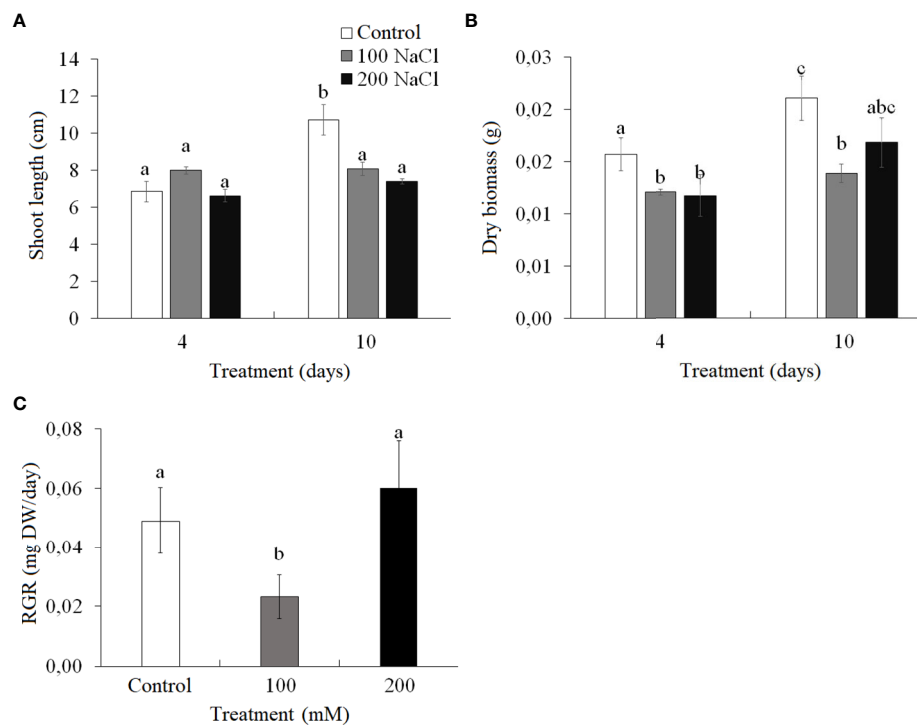 A
Control
100 NaCl
200 NaCl
14
12
10
8
6
4
2
0
Shoot length (cm)
a
a
a
b
a
a
4
10
Treatment (days)
B
0,03
0,02
0,02
0,01
0,01
0,00
Dry biomass (g)
a
b
b
c
b
abc
4
10
Treatment (days)
C
0,08
0,06
0,04
0,02
0,00
RGR (mg DW/day)
a
b
a
Control
100
200
Treatment (mM)